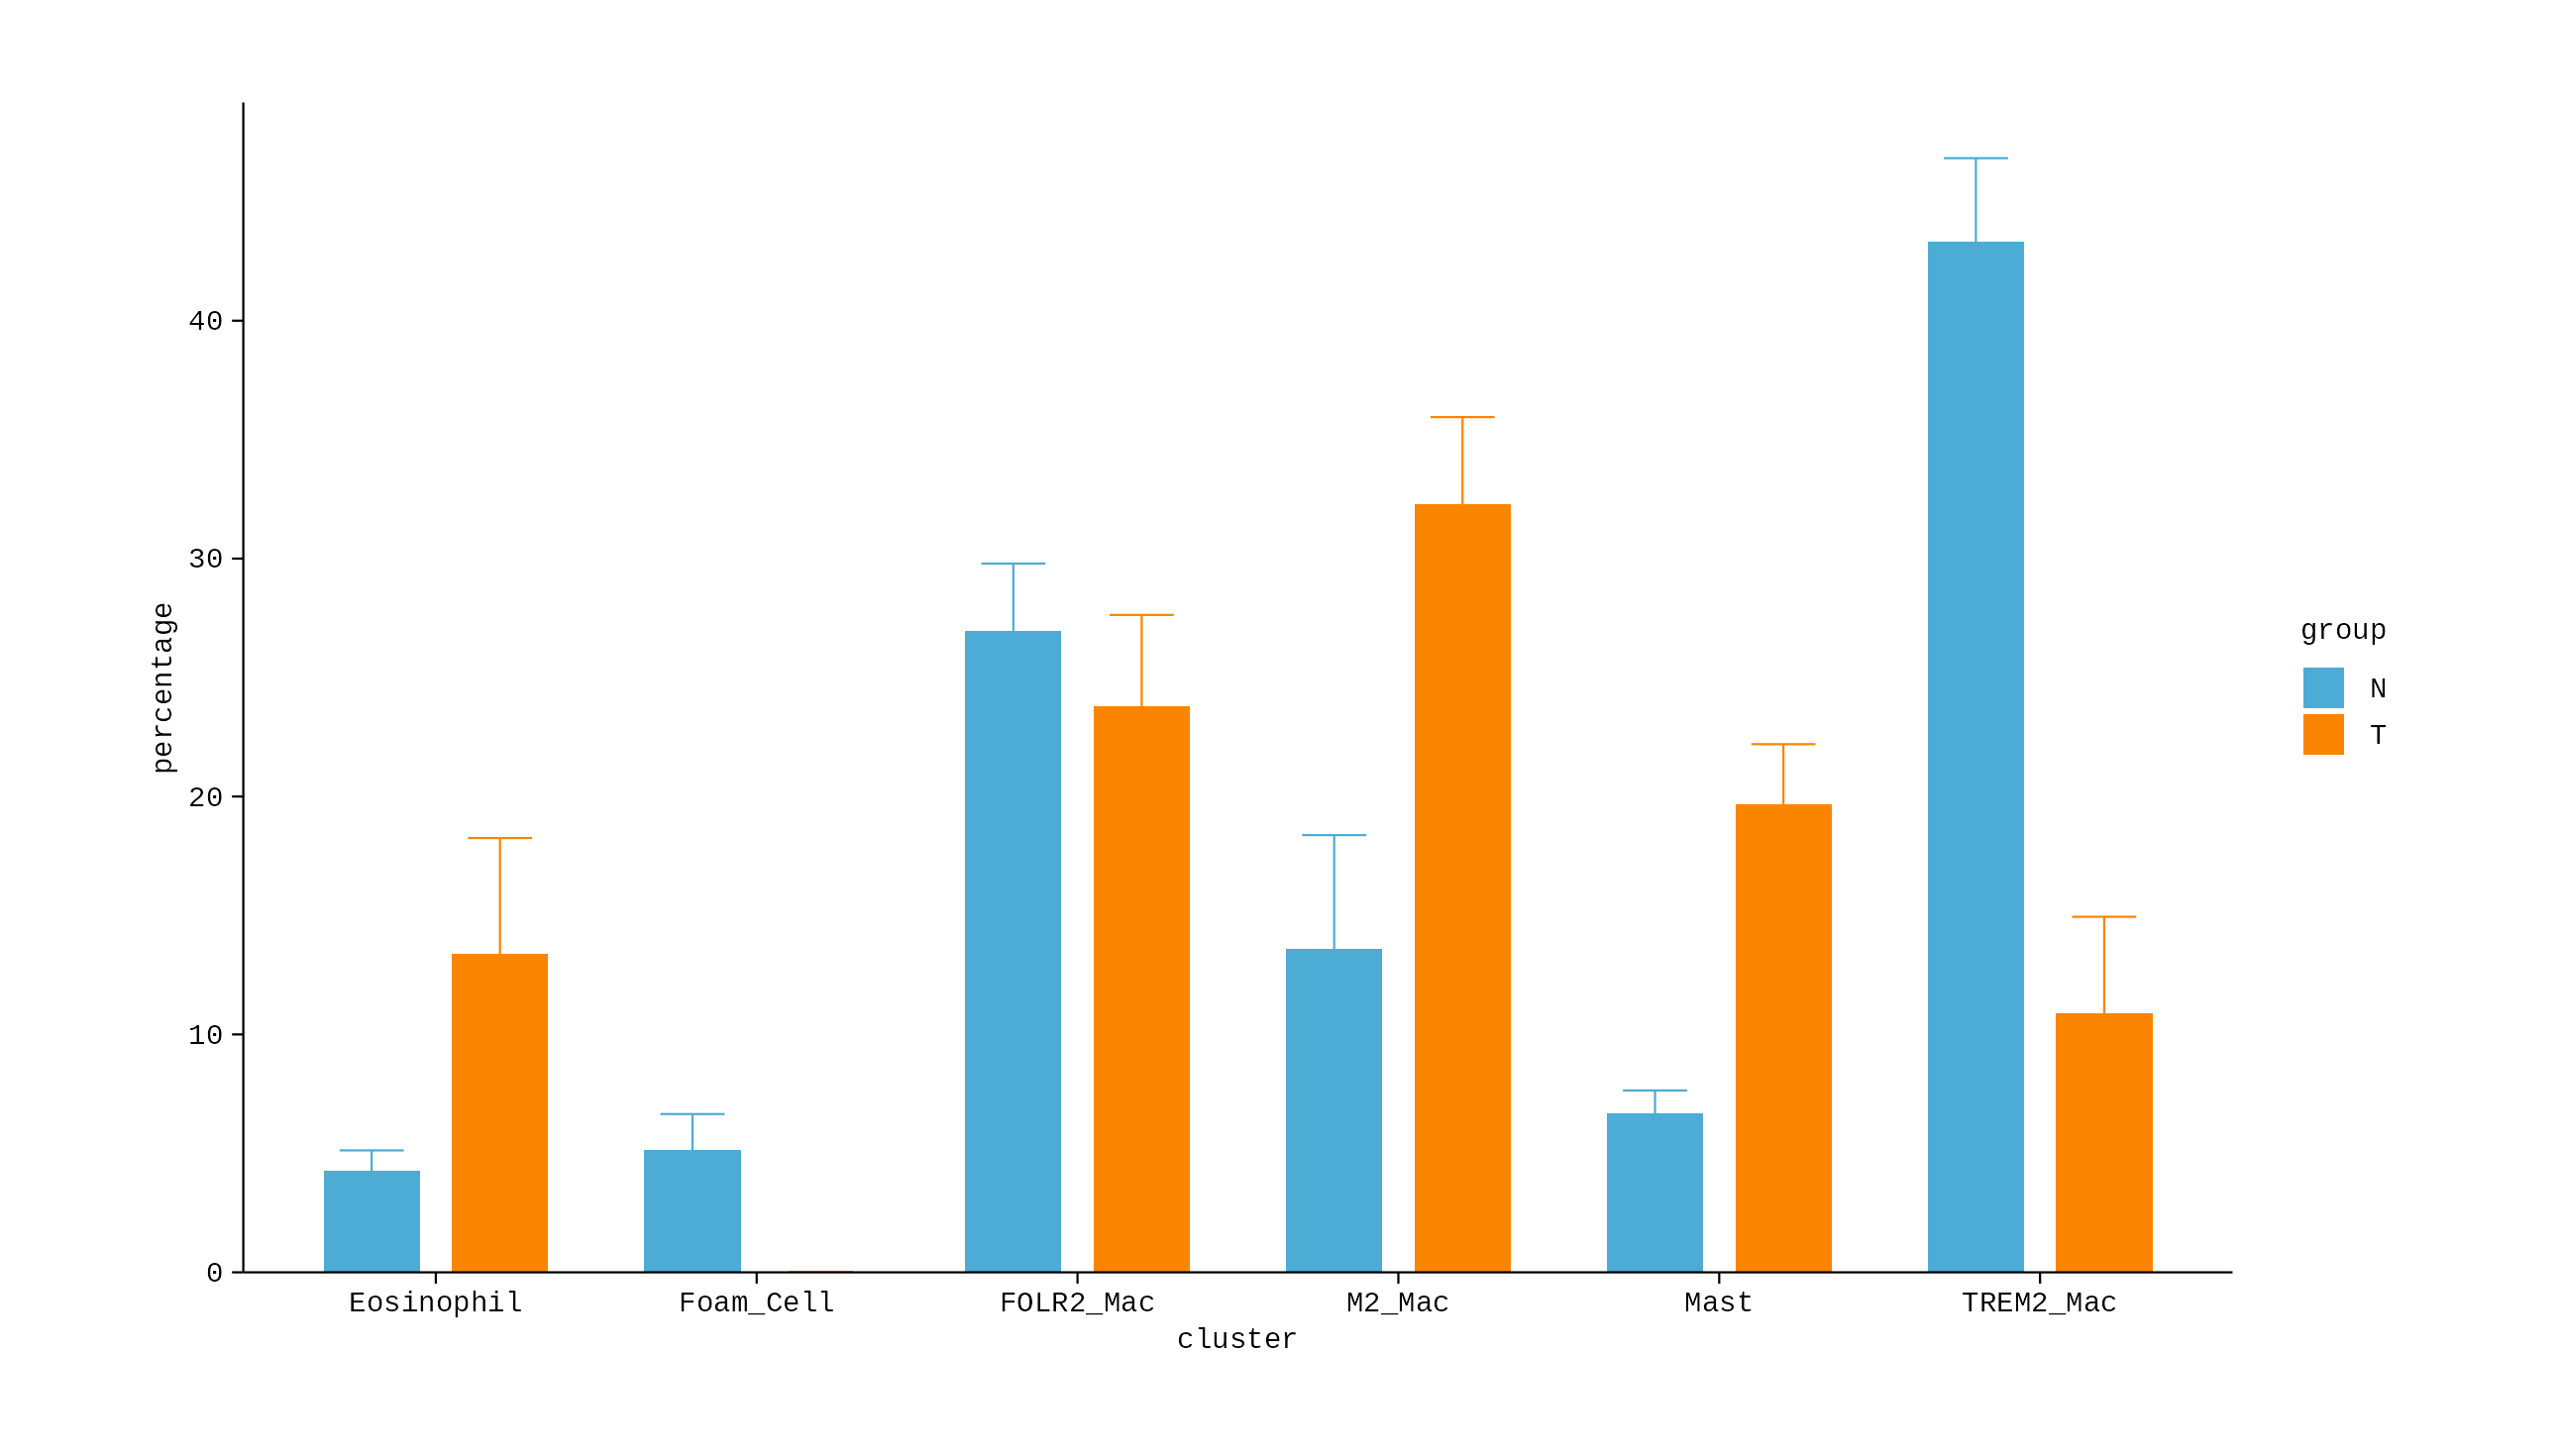 40
30
20
10
0
percentage
Eosinophil Foam_Cell FOLR2_Mac M2_Mac Mast TREM2_Mac
cluster
group
N
T